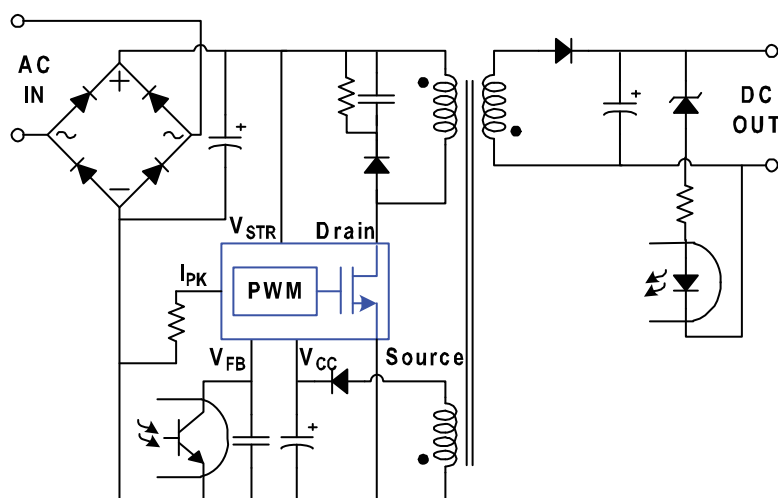 AC
IN
+
~
~
−
+
+
DC
OUT
VSTR
Drain
IPK
PWM
VFB
VCC
Source
+